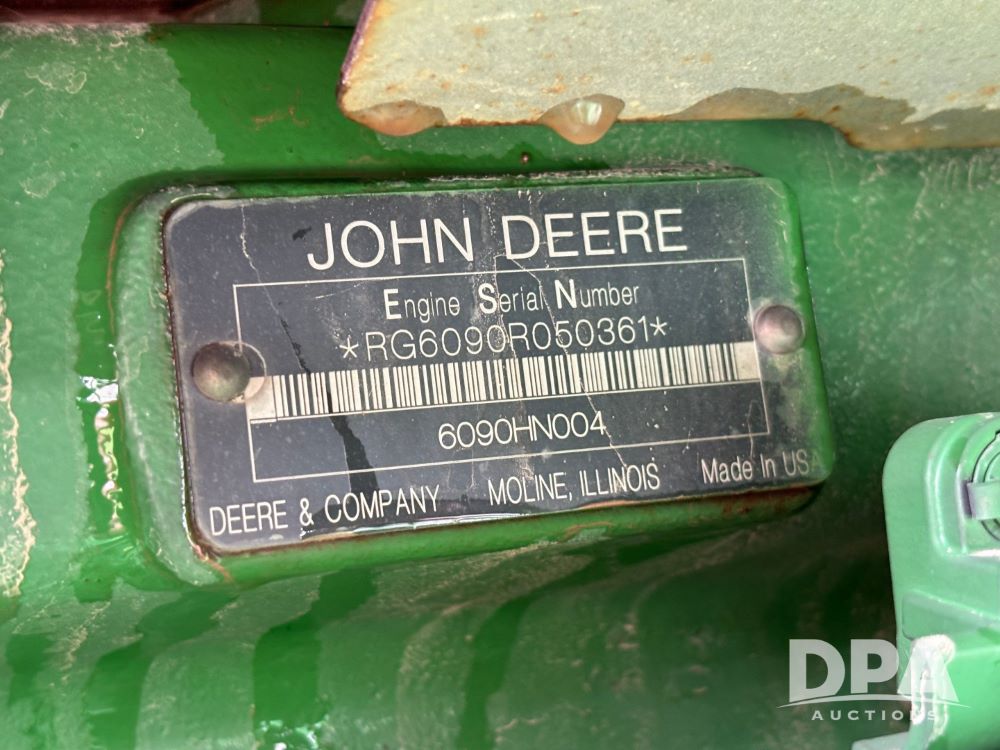 JOHN DEERE
Engine Serial Number
*RG6090R050361*
6090HN004
DEERE & COMPANY MOLINE, ILLINOIS Made In USA
DPA
AUCTIONS